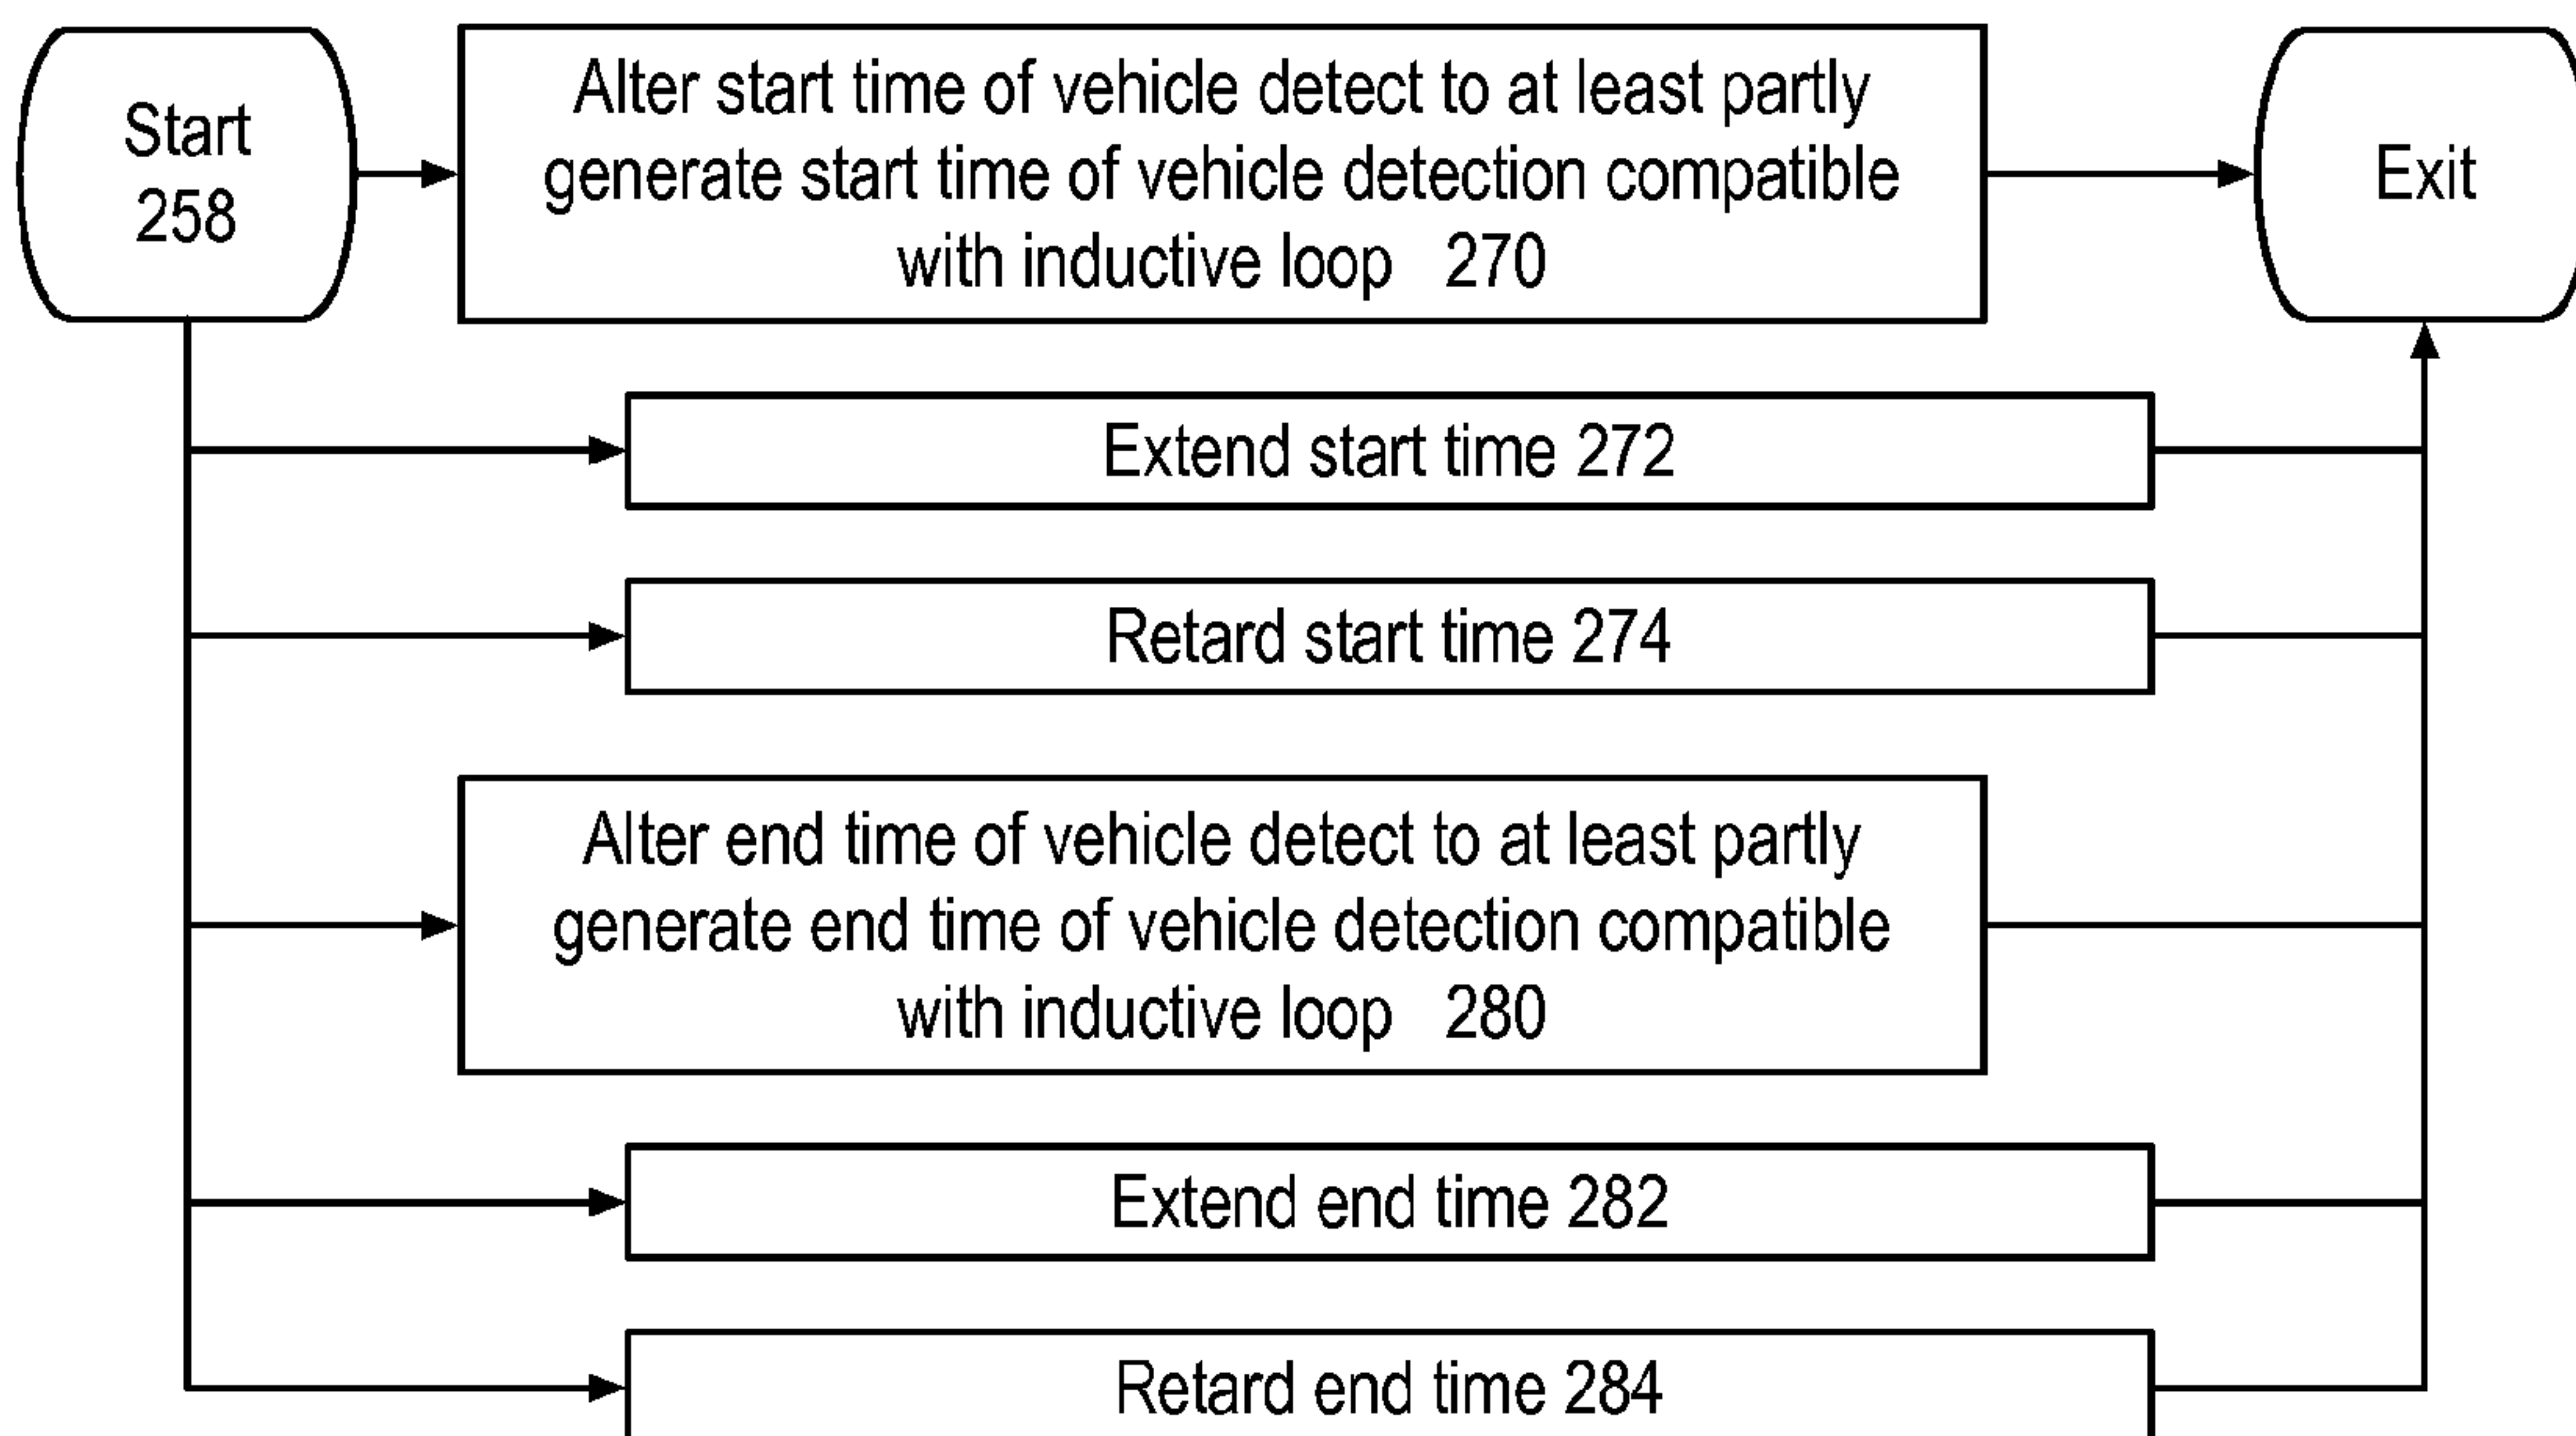 Start
258
Alter start time of vehicle detect to at least partly
generate start time of vehicle detection compatible
with inductive loop 270
Exit
Extend start time 272
Retard start time 274
Alter end time of vehicle detect to at least partly
generate end time of vehicle detection compatible
with inductive loop 280
Extend end time 282
Retard end time 284